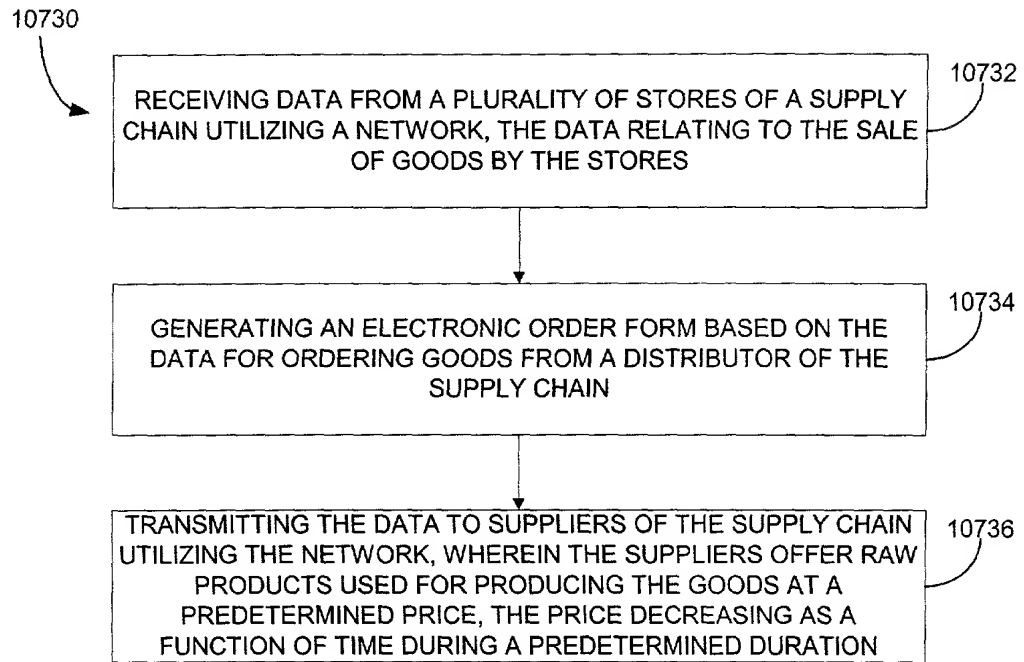 10730
10732
RECEIVING DATA FROM A PLURALITY OF STORES OF A SUPPLY
CHAIN UTILIZING A NETWORK, THE DATA RELATING TO THE SALE
OF GOODS BY THE STORES
10734
GENERATING AN ELECTRONIC ORDER FORM BASED ON THE
DATA FOR ORDERING GOODS FROM A DISTRIBUTOR OF THE
SUPPLY CHAIN
10736
TRANSMITTING THE DATA TO SUPPLIERS OF THE SUPPLY CHAIN
UTILIZING THE NETWORK, WHEREIN THE SUPPLIERS OFFER RAW
PRODUCTS USED FOR PRODUCING THE GOODS AT A
PREDETERMINED PRICE, THE PRICE DECREASING AS A
FUNCTION OF TIME DURING A PREDETERMINED DURATION